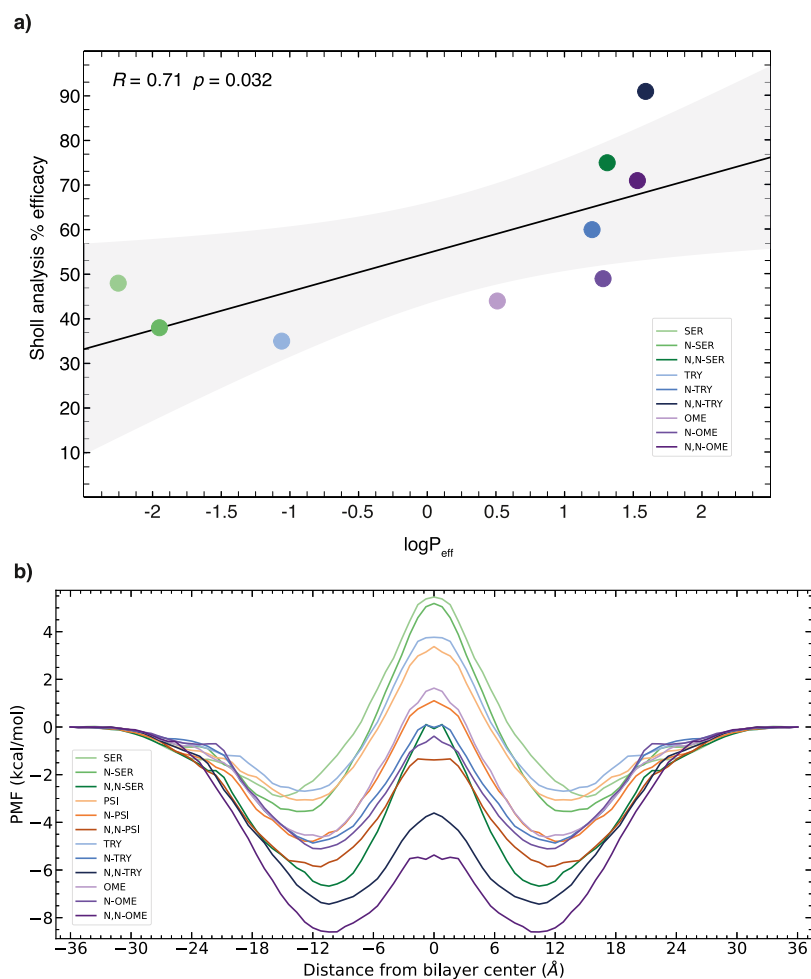 a)
R = 0.71 p = 0.032
90
80
70
60
50
40
30
20
10
Sholl analysis % efficacy
SER
N-SER
N,N-SER
TRY
N-TRY
N,N-TRY
OME
N-OME
N,N-OME
-2 -1.5 -1 -0.5 0 0.5 1 1.5 2
logPeff
b)
4
2
0
−2
−4
−6
−8
PMF (kcal/mol)
SER
N-SER
N,N-SER
PSI
N-PSI
N,N-PSI
TRY
N-TRY
N,N-TRY
OME
N-OME
N,N-OME
−36 −30 −24 −18 −12 −6 0 6 12 18 24 30 36
Distance from bilayer center (Å)